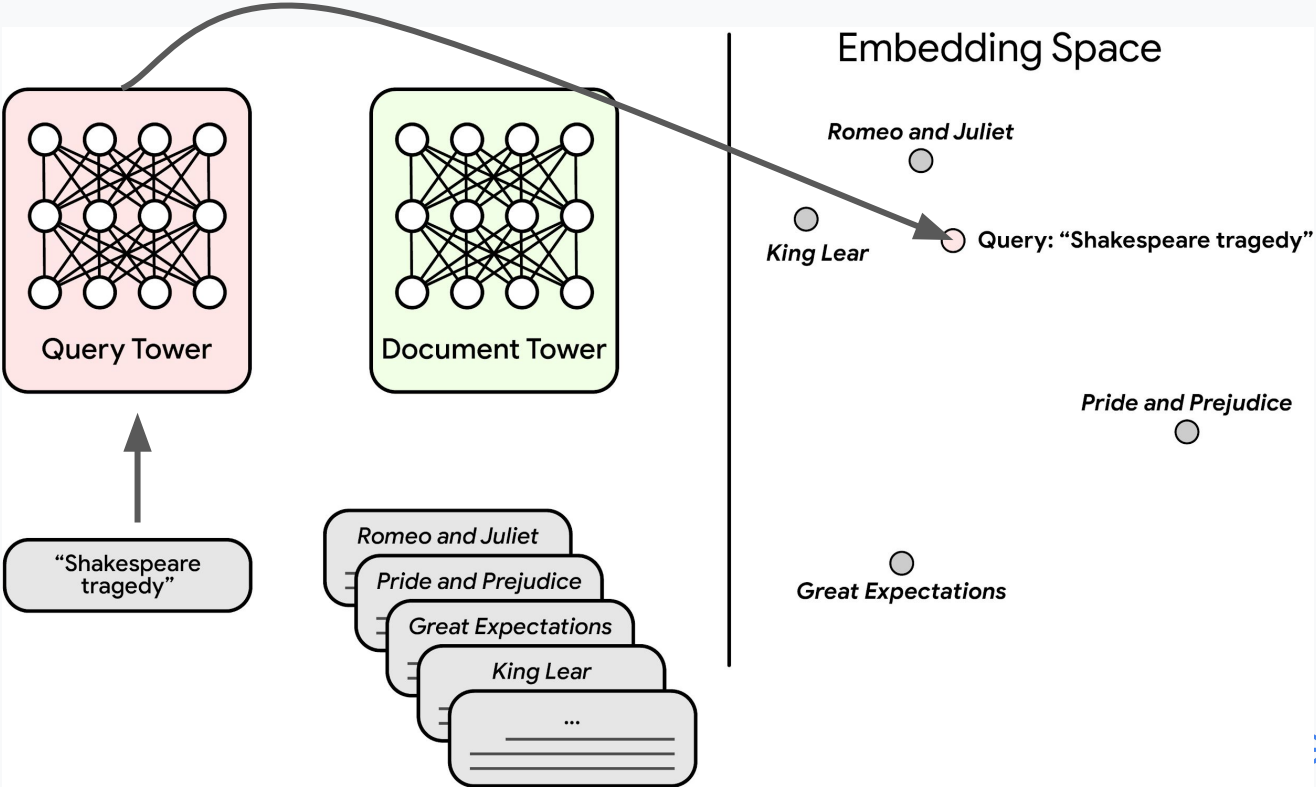 Embedding Space
Romeo and Juliet
King Lear
Query: “Shakespeare tragedy”
Query Tower
Document Tower
Pride and Prejudice
“Shakespeare
tragedy”
Romeo and Juliet
Pride and Prejudice
Great Expectations
King Lear
...
Great Expectations